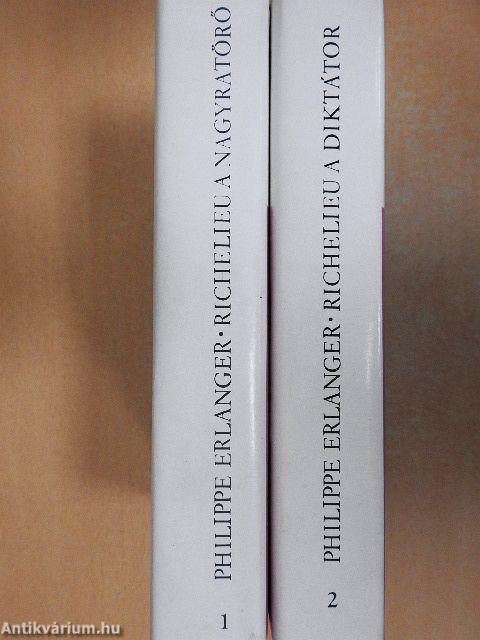 PHILIPPE ERLANGER · RICHELIEU A NAGYRATÖRŐ
1
PHILIPPE ERLANGER · RICHELIEU A DIKTÁTOR
2
Antikvárium.hu